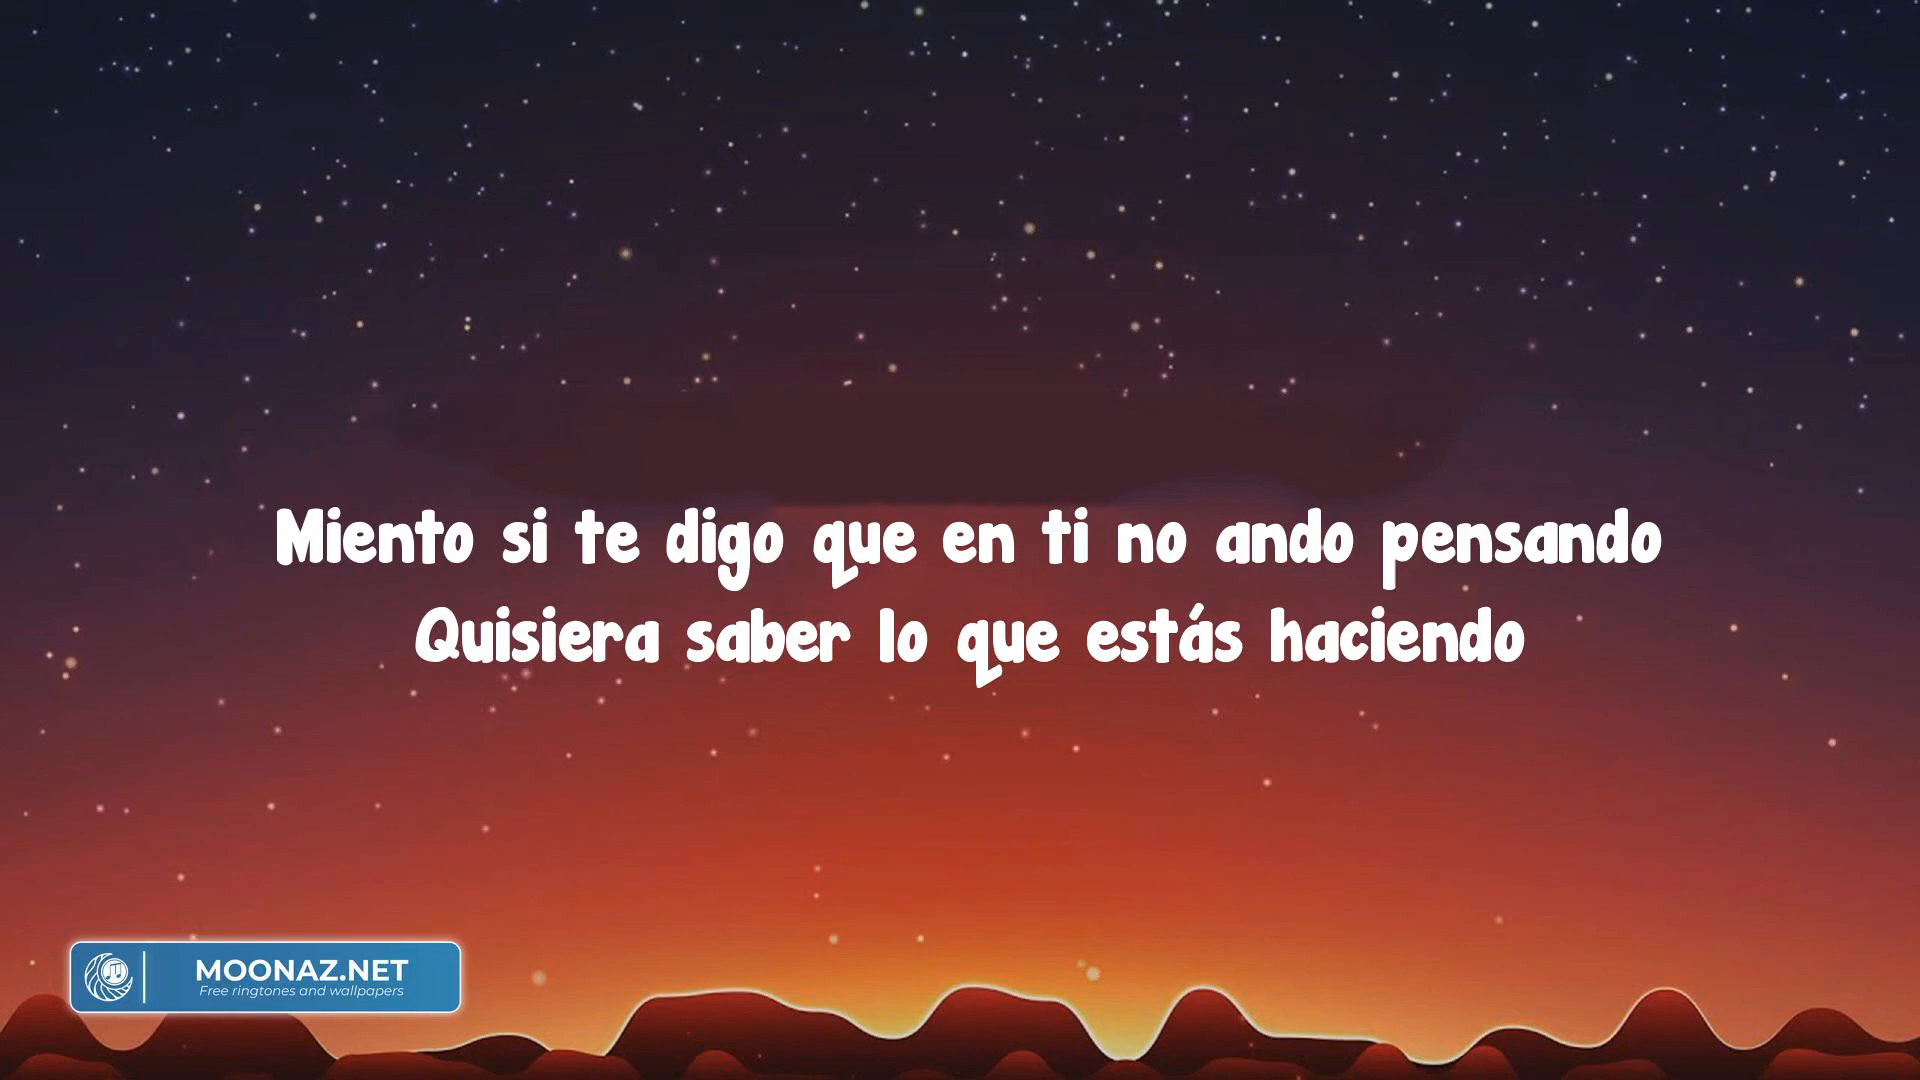 Miento si te digo que en ti no ando pensando
Quisiera saber lo que estás haciendo
MOONAZ.NET
Free ringtones and wallpapers